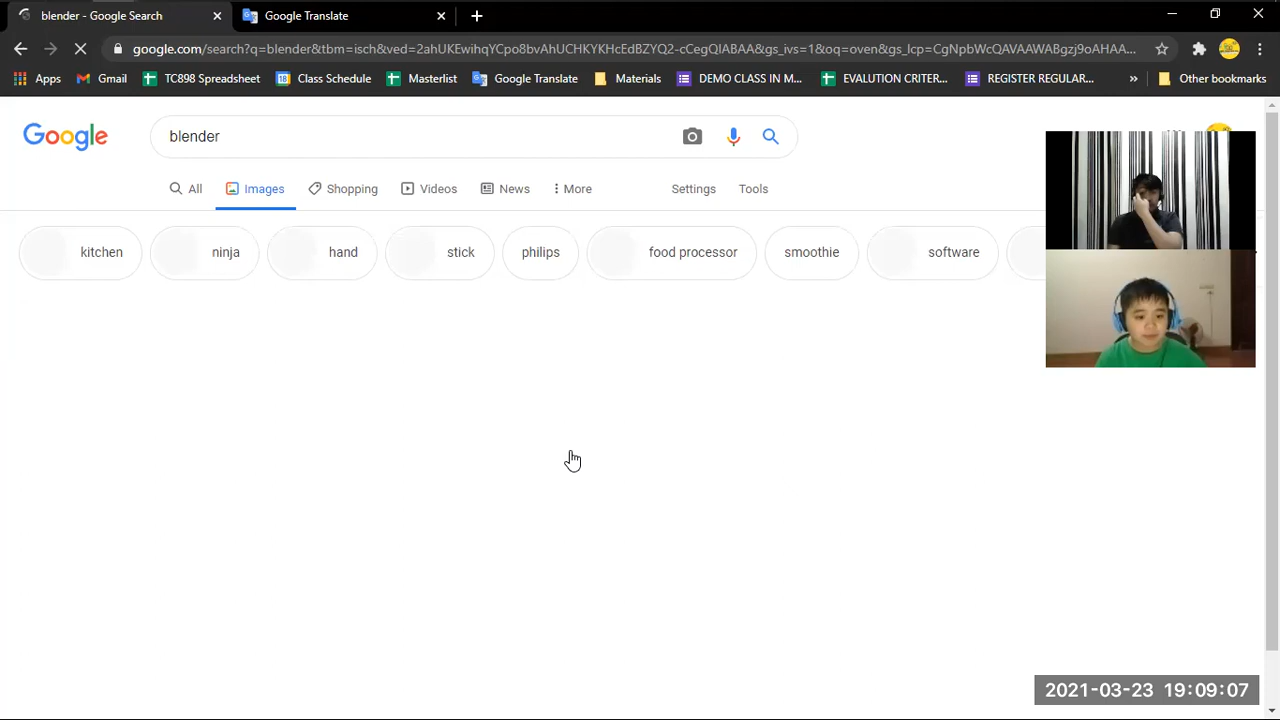 blender - Google Search
Google Translate
google.com/search?q=blender&tbm=isch&ved=2ahUKEwihqYCpo8bvAhUCHKYKHcEdBZYQ2-cCegQIABAA&gs_ivs=1&oq=oven&gs_lcp=CgNpbWcQAVAAWABgzj9oAHAA...
Apps Gmail TC898 Spreadsheet Class Schedule Masterlist Google Translate Materials DEMO CLASS IN M... EVALUTION CRITER... REGISTER REGULAR... » Other bookmarks
Google
blender
All Images Shopping Videos News More Settings Tools
kitchen ninja hand stick philips food processor smoothie software
2021-03-23 19:09:07